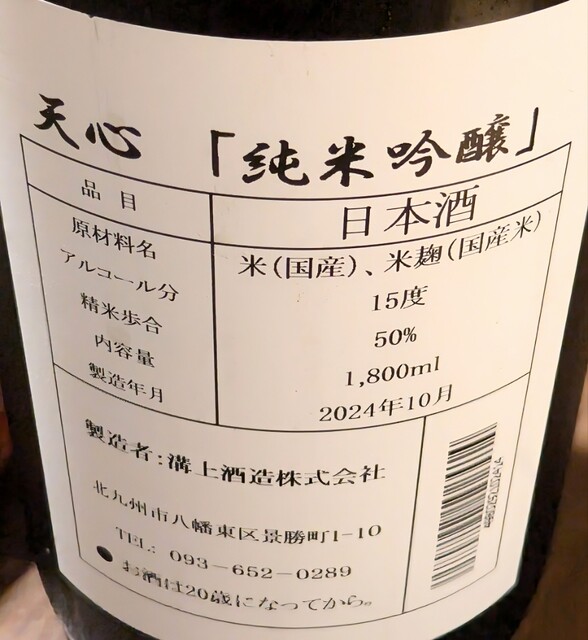 天心 「純米吟醸」
品目 日本酒
原材料名 米(国産)、米麹(国産米)
アルコール分 15度
精米歩合 50%
内容量 1,800ml
製造年月 2024年10月
製造者:溝上酒造株式会社
北九州市八幡東区景勝町1-10
TEL: 093-652-0289
●お酒は20歳になってから。